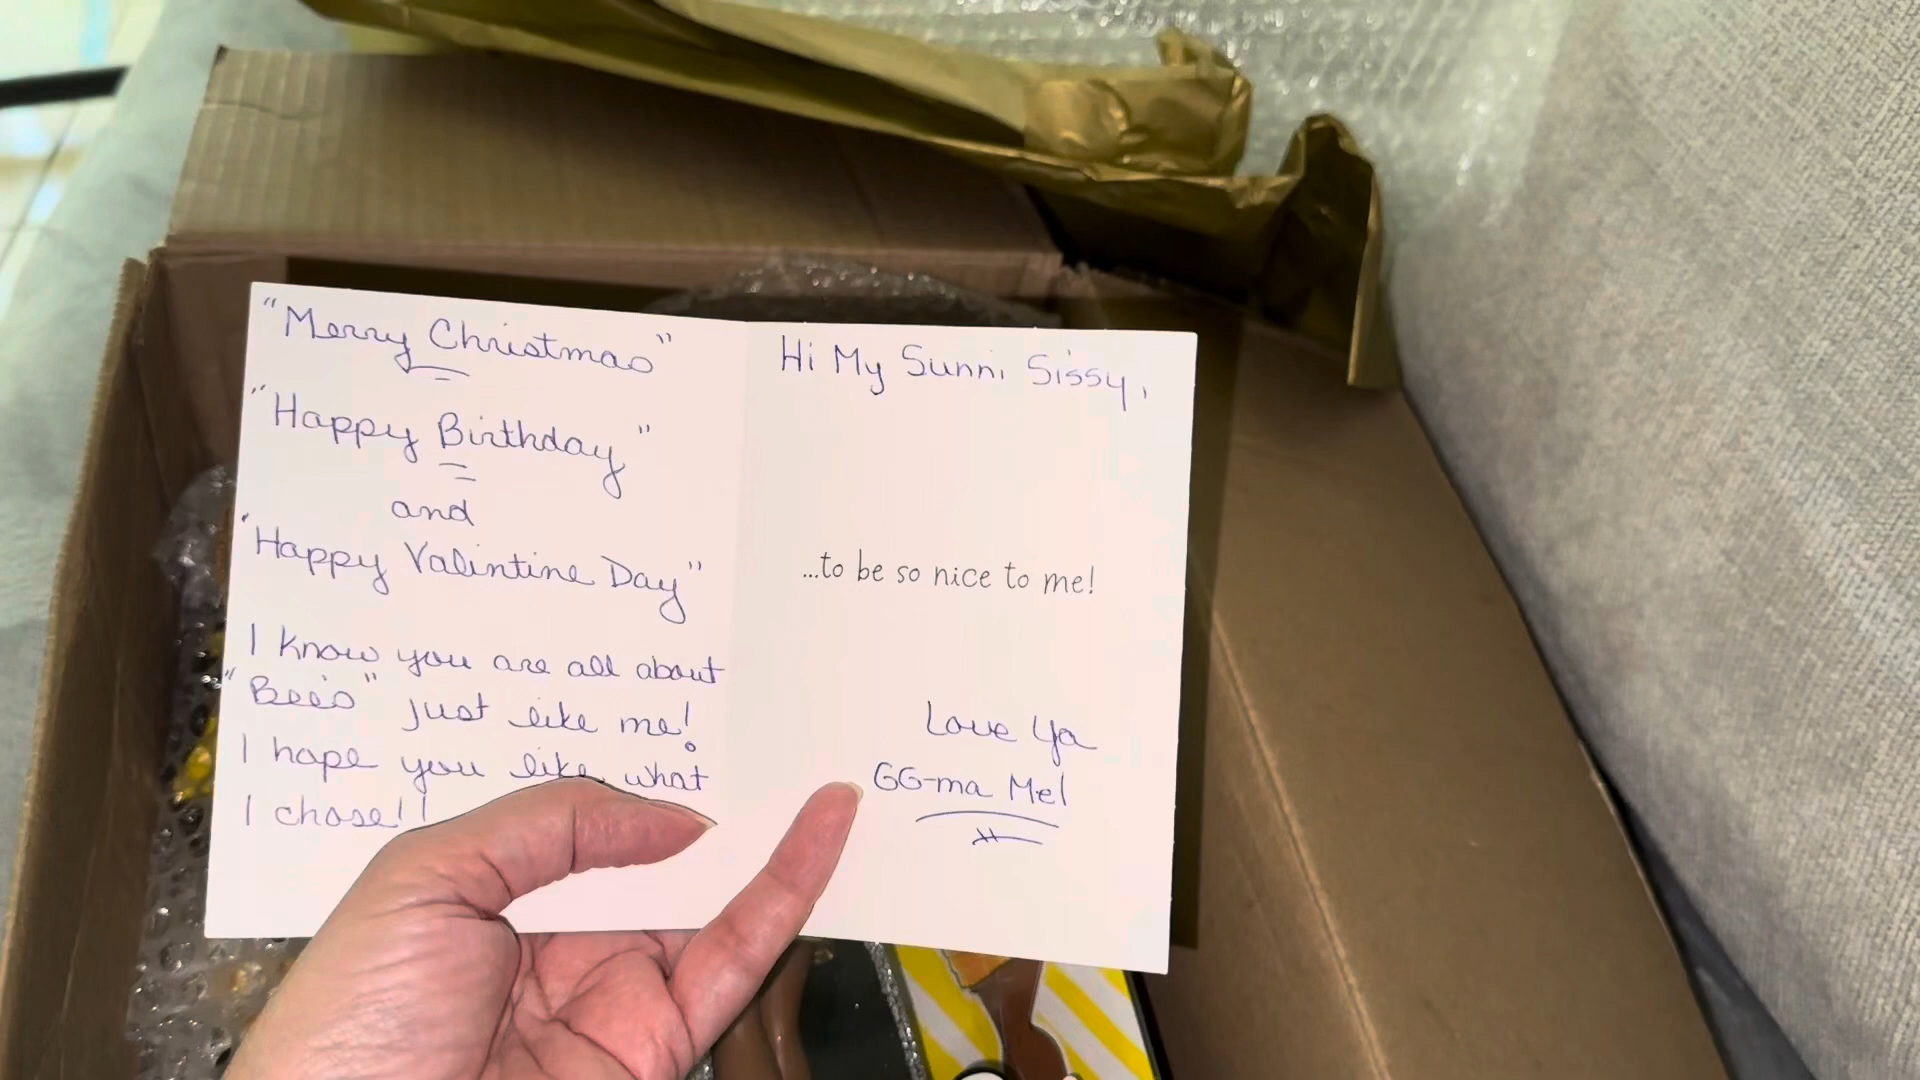 "Merry Christmas"
"Happy Birthday"
and
"Happy Valintine Day"
I know you are all about
"Bee's" just like me!
I hope you like what
I chose!!
Hi My Sunni Sissy,
...to be so nice to me!
Love Ya
GG-ma Mel